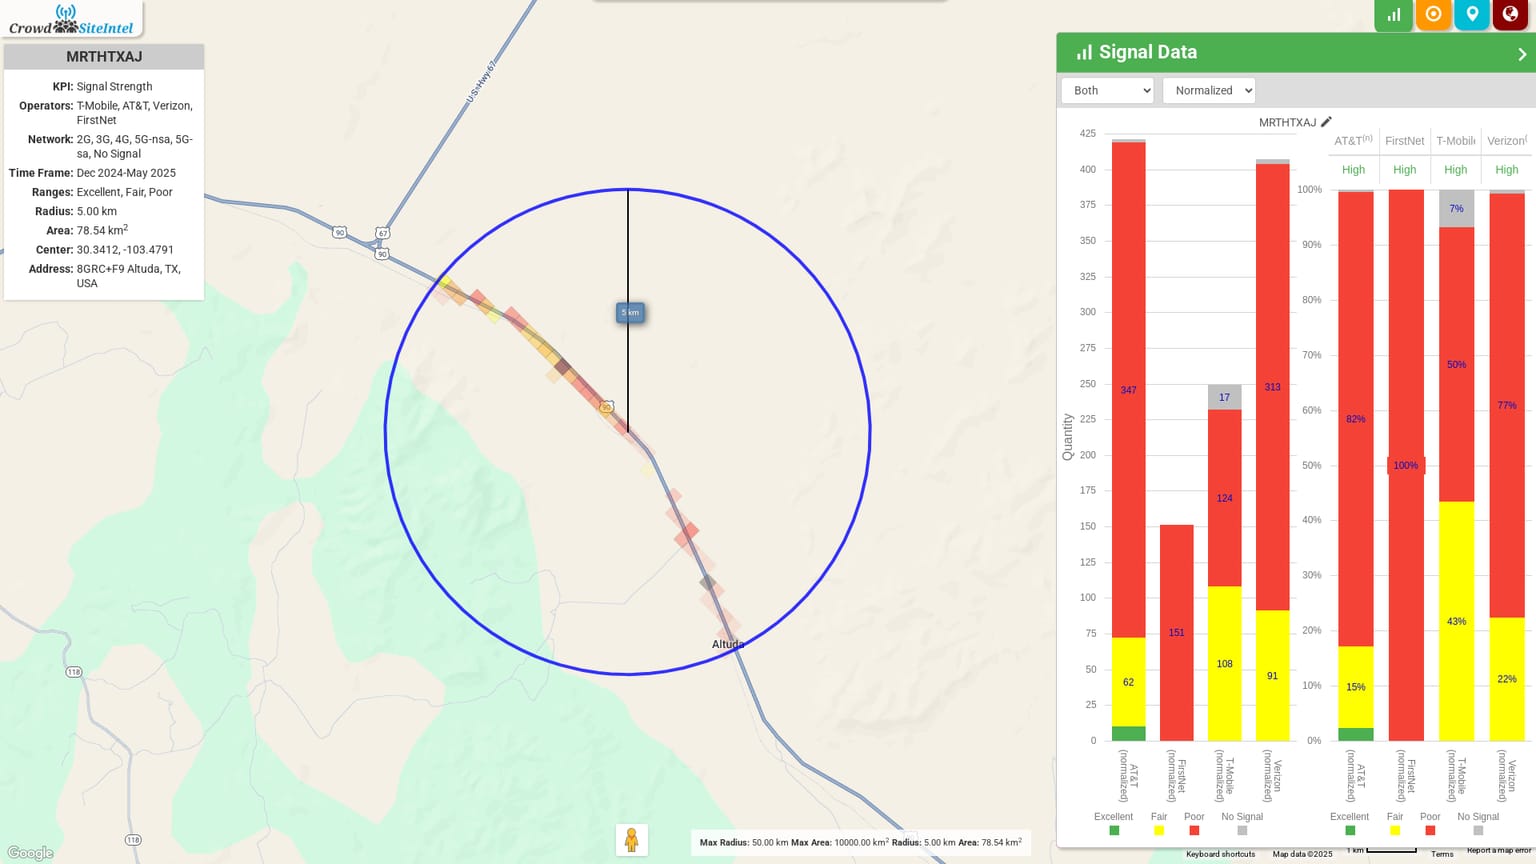 CrowdSiteIntel
MRTHTXAJ
KPI: Signal Strength
Operators: T-Mobile, AT&T, Verizon,
FirstNet
Network: 2G, 3G, 4G, 5G-nsa, 5G-
sa, No Signal
Time Frame: Dec 2024-May 2025
Ranges: Excellent, Fair, Poor
Radius: 5.00 km
Area: 78.54 km2
Center: 30.3412, -103.4791
Address: 8GRC+F9 Altuda, TX,
USA
U.S. Hwy 67
90
67
90
5 km
90
Altuda
118
118
Google
Max Radius: 50.00 km Max Area: 10000.00 km2 Radius: 5.00 km Area: 78.54 km2
Signal Data
Both
Normalized
MRTHTXAJ
Quantity
425
400
375
350
325
300
275
250
225
200
175
150
125
100
75
50
25
0
347
62
151
17
124
108
313
91
AT&T (normalized)
FirstNet (normalized)
T-Mobile (normalized)
Verizon (normalized)
Excellent Fair Poor No Signal
AT&T(n) FirstNet T-Mobile Verizon(
High High High High
100%
90%
80%
70%
60%
50%
40%
30%
20%
10%
0%
82%
15%
100%
7%
50%
43%
77%
22%
AT&T (normalized)
FirstNet (normalized)
T-Mobile (normalized)
Verizon (normalized)
Excellent Fair Poor No Signal
Keyboard shortcuts Map data ©2025 1 km Terms Report a map error